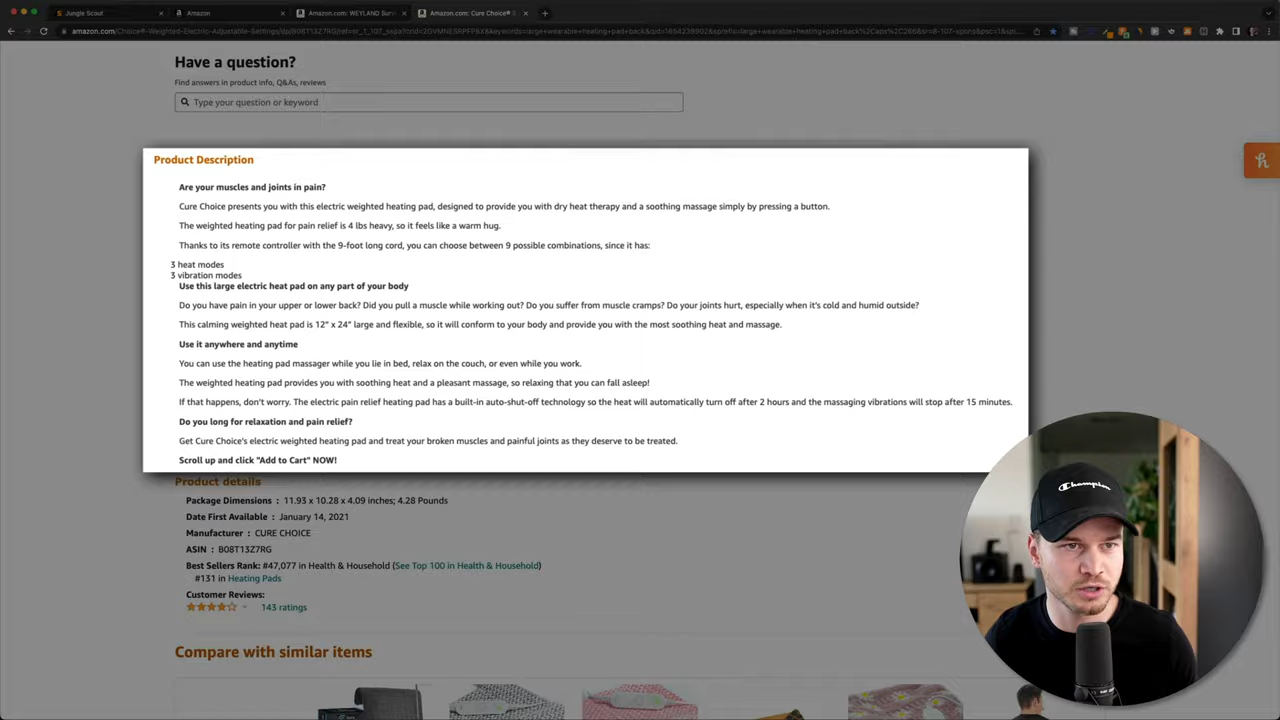 Jungle Scout
Amazon
Amazon.com: WEYLAND Sur
Amazon.com: Cure Choice®
Have a question?
Find answers in product info, Q&As, reviews
Type your question or keyword
Product Description
Are your muscles and joints in pain?
Cure Choice presents you with this electric weighted heating pad, designed to provide you with dry heat therapy and a soothing massage simply by pressing a button.
The weighted heating pad for pain relief is 4 lbs heavy, so it feels like a warm hug.
Thanks to its remote controller with the 9-foot long cord, you can choose between 9 possible combinations, since it has:
3 heat modes
3 vibration modes
Use this large electric heat pad on any part of your body
Do you have pain in your upper or lower back? Did you pull a muscle while working out? Do you suffer from muscle cramps? Do your joints hurt, especially when it's cold and humid outside?
This calming weighted heat pad is 12" x 24" large and flexible, so it will conform to your body and provide you with the most soothing heat and massage.
Use it anywhere and anytime
You can use the heating pad massager while you lie in bed, relax on the couch, or even while you work.
The weighted heating pad provides you with soothing heat and a pleasant massage, so relaxing that you can fall asleep!
If that happens, don't worry. The electric pain relief heating pad has a built-in auto-shut-off technology so the heat will automatically turn off after 2 hours and the massaging vibrations will stop after 15 minutes.
Do you long for relaxation and pain relief?
Get Cure Choice's electric weighted heating pad and treat your broken muscles and painful joints as they deserve to be treated.
Scroll up and click "Add to Cart" NOW!
Product details
Package Dimensions : 11.93 x 10.28 x 4.09 inches; 4.28 Pounds
Date First Available : January 14, 2021
Manufacturer : CURE CHOICE
ASIN : B08T13Z7RG
Best Sellers Rank: #47,077 in Health & Household (See Top 100 in Health & Household)
#131 in Heating Pads
Customer Reviews:
143 ratings
Compare with similar items
Champion